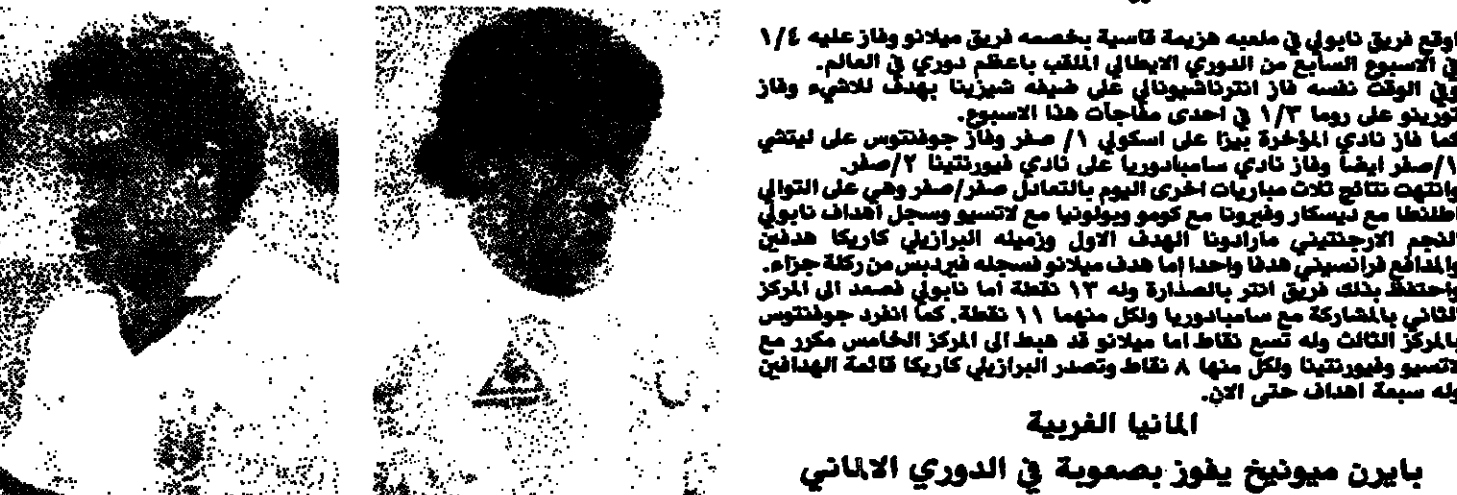 اوقع فريق نابولي في ملعبه هزيمة قاسية بخصمه فريق ميلانو وفاز عليه ١/٤
في الاسبوع السابع من الدوري الايطالي الملقب باعظم دوري في العالم.
وفي الوقت نفسه فاز انترناشيونالي على ضيفه شيزينا بهدف للاشيء وفاز
تورينو على روما ١/٣ في احدى مفاجآت هذا الاسبوع.
كما فاز نادي المؤخرة بيزا على اسكولي ١/ صفر وفاز جوفنتوس على ليتشي
١/صفر ايضا وفاز نادي سامبادوريا على نادي فيورنتينا ٢/صفر.
وانتهت نتائج ثلاث مباريات اخرى اليوم بالتعادل صفر/صفر وهي على التوالي
اطلنطا مع ديسكار وفيرونا مع كومو وبولونيا مع لاتسيو وسجل اهداف نابولي
النجم الارجنتيني مارادونا الهدف الاول وزميله البرازيلي كاريكا هدفين
والمدافع فرانسيني هدفا واحدا إما هدف ميلانو فسجله فيرديس من ركلة جزاء.
واحتفظ بذلك فريق انتر بالصدارة وله ١٣ نقطة اما نابولي فصعد الى المركز
الثاني بالمشاركة مع سامبادوريا ولكل منهما ١١ نقطة. كما انفرد جوفنتوس
بالمركز الثالث وله تسع نقاط اما ميلانو قد هبط الى المركز الخامس مكرر مع
لاتسيو وفيورنتينا ولكل منها ٨ نقاط وتصدر البرازيلي كاريكا قائمة الهدافين
وله سبعة اهداف حتى الان.
المانيا الغربية
بايرن ميونيخ يفوز بصعوبة في الدوري الالماني